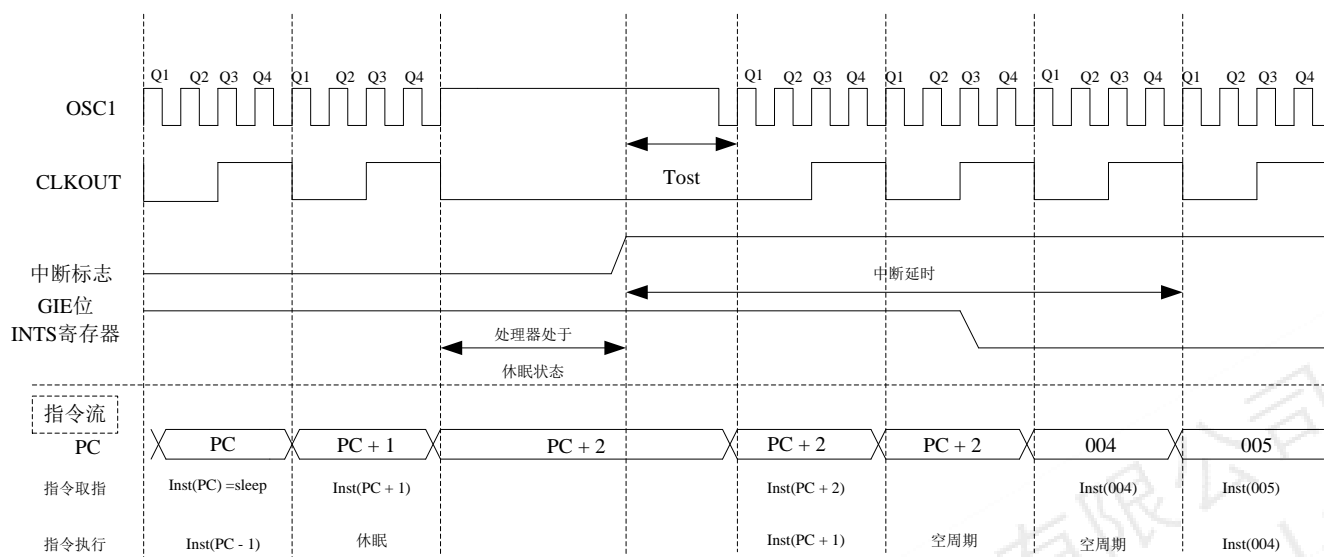 Q1 Q2 Q3 Q4 Q1 Q2 Q3 Q4 Q1 Q2 Q3 Q4 Q1 Q2 Q3 Q4 Q1 Q2 Q3 Q4 Q1 Q2 Q3 Q4
OSC1
CLKOUT
Tost
中断标志
中断延时
GIE位
INTS寄存器
处理器处于
休眠状态
指令流
PC PC PC + 1 PC + 2 PC + 2 PC + 2 004 005
指令取指 Inst(PC) =sleep Inst(PC + 1) Inst(PC + 2) Inst(004) Inst(005)
指令执行 Inst(PC - 1) 休眠 Inst(PC + 1) 空周期 空周期 Inst(004)
有限公司